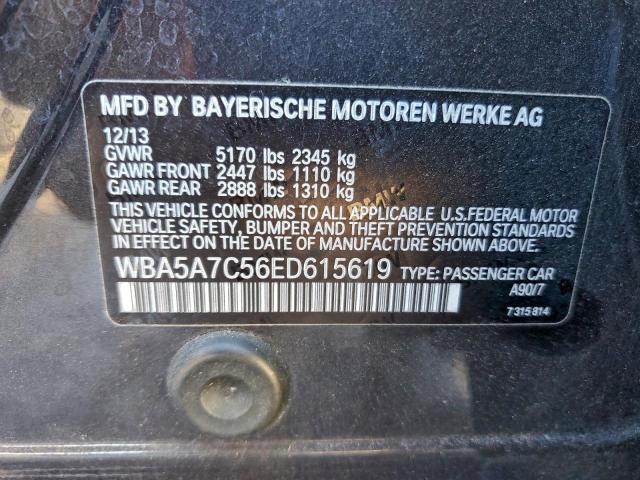 MFD BY BAYERISCHE MOTOREN WERKE AG
12/13
GVWR 5170 lbs 2345 kg
GAWR FRONT 2447 lbs 1110 kg
GAWR REAR 2888 lbs 1310 kg
THIS VEHICLE CONFORMS TO ALL APPLICABLE U.S.FEDERAL MOTOR
VEHICLE SAFETY, BUMPER AND THEFT PREVENTION STANDARDS
IN EFFECT ON THE DATE OF MANUFACTURE SHOWN ABOVE.
WBA5A7C56ED615619 TYPE: PASSENGER CAR
A90/7
7 315 814